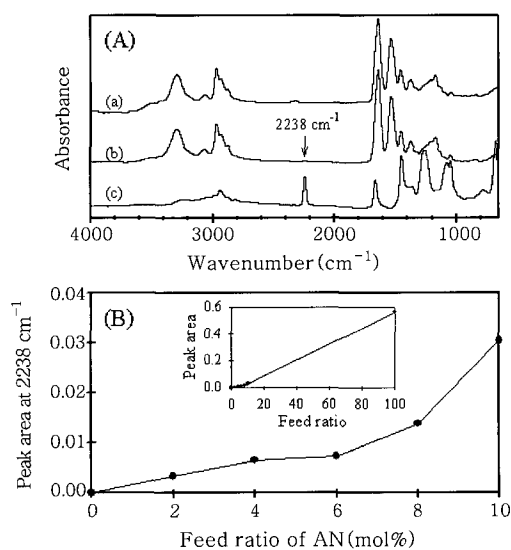 (A)
Absorbance
(a)
(b)
(c)
2238 cm⁻¹
4000 3000 2000 1000
Wavenumber(cm⁻¹)
(B)
Peak area at 2238 cm⁻¹
0.04
0.03
0.02
0.01
0.00
0 2 4 6 8 10
Feed ratio of AN(mol%)
Peak area
0.6
0.4
0.2
0.0
0 20 40 60 80 100
Feed ratio